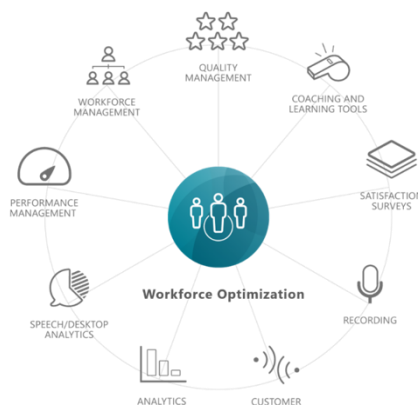 QUALITY
MANAGEMENT
COACHING AND
LEARNING TOOLS
WORKFORCE
MANAGEMENT
SATISFACTION
SURVEYS
PERFORMANCE
MANAGEMENT
Workforce Optimization
RECORDING
SPEECH/DESKTOP
ANALYTICS
ANALYTICS
CUSTOMER